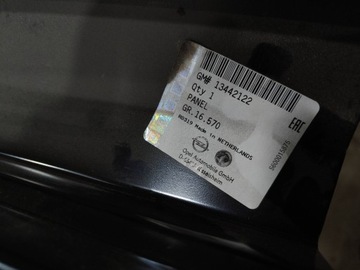 GM# 13442122
Qty 1
PANEL
GR.16.570
Made in NETHERLANDS
EAC
Opel Automobile GmbH